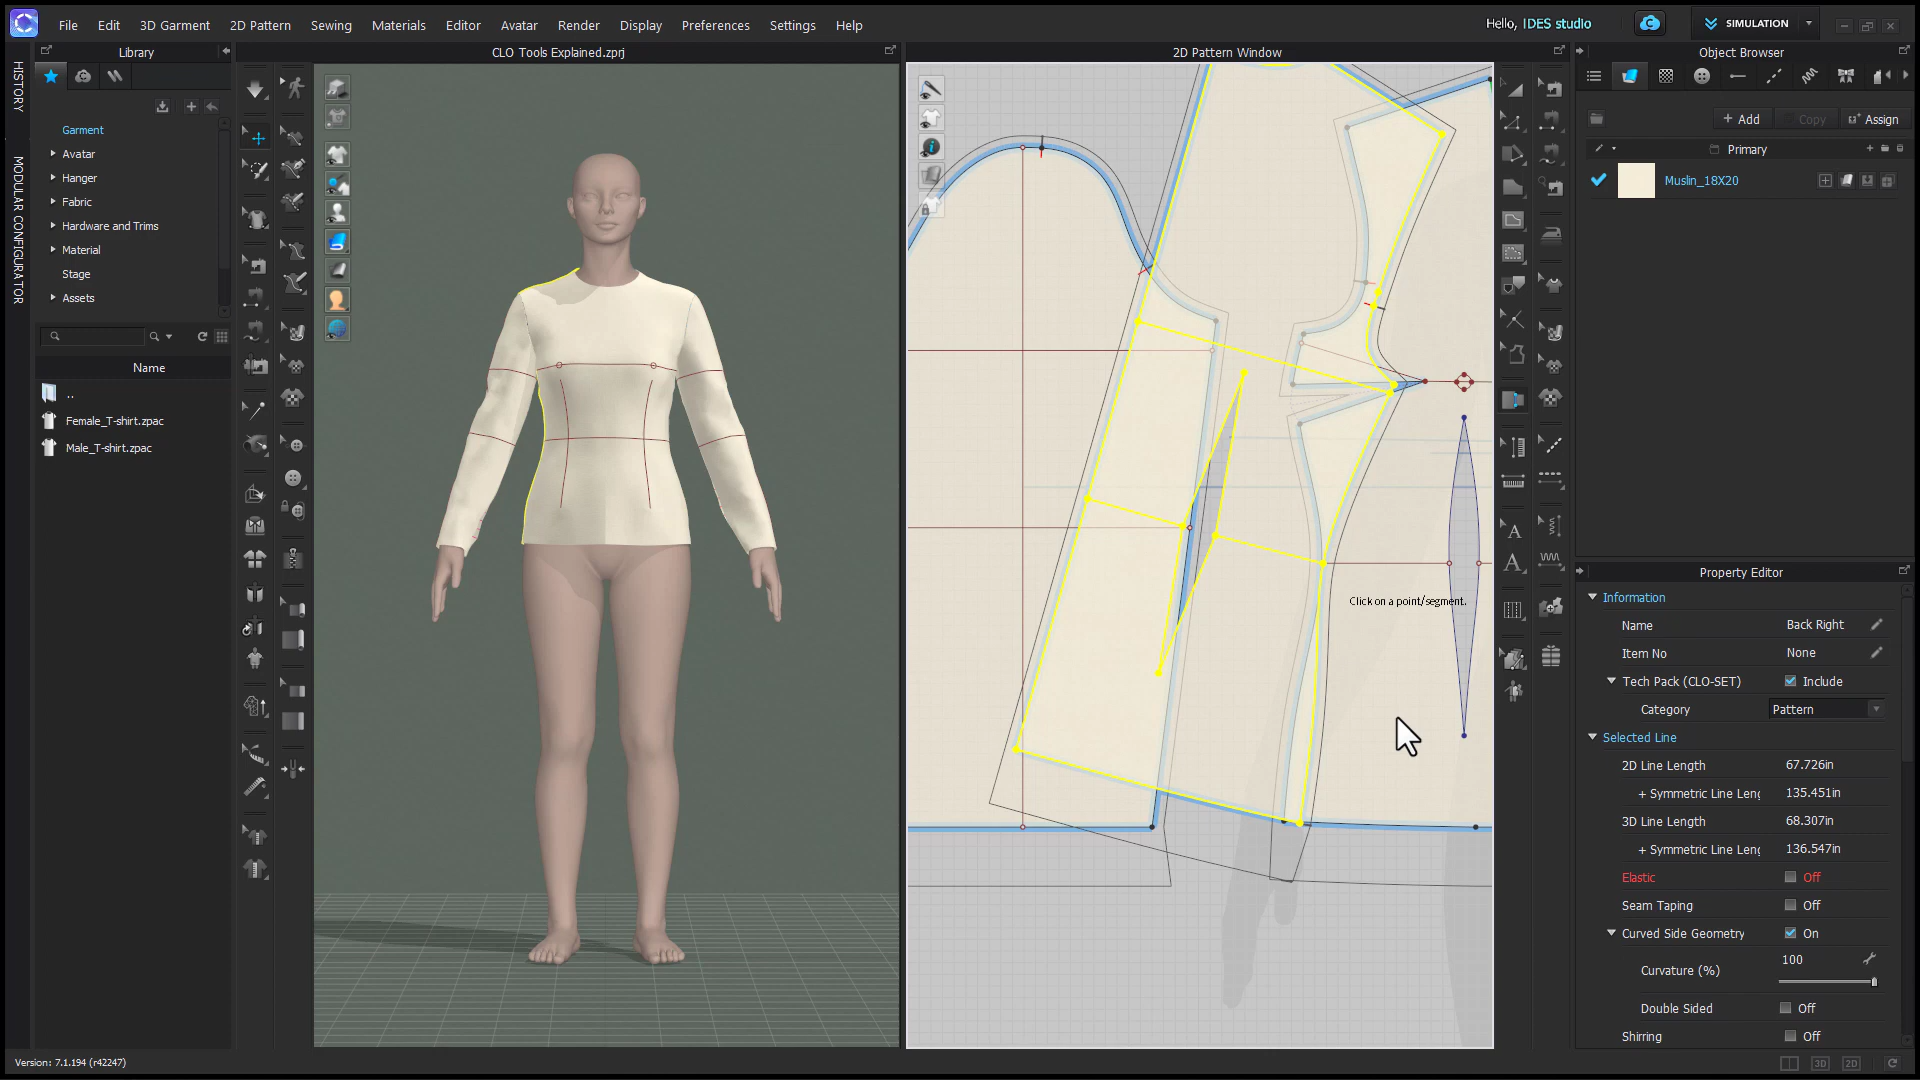 File
Edit
3D Garment
2D Pattern
Sewing
Materials
Editor
Avatar
Render
Display
Preferences
Settings
Help
Hello, IDES studio
SIMULATION
HISTORY
MODULAR CONFIGURATOR
Library
Garment
Avatar
Hanger
Fabric
Hardware and Trims
Material
Stage
Assets
Name
..
Female_T-shirt.zpac
Male_T-shirt.zpac
CLO Tools Explained.zprj
2D Pattern Window
Click on a point/segment.
Object Browser
+ Add
Copy
Assign
Primary
Muslin_18X20
Property Editor
Information
Name Back Right
Item No None
Tech Pack (CLO-SET) Include
Category Pattern
Selected Line
2D Line Length 67.726in
+ Symmetric Line Leng 135.451in
3D Line Length 68.307in
+ Symmetric Line Leng 136.547in
Elastic Off
Seam Taping Off
Curved Side Geometry On
Curvature (%) 100
Double Sided Off
Shirring Off
Version: 7.1.194 (r42247)
3D
2D